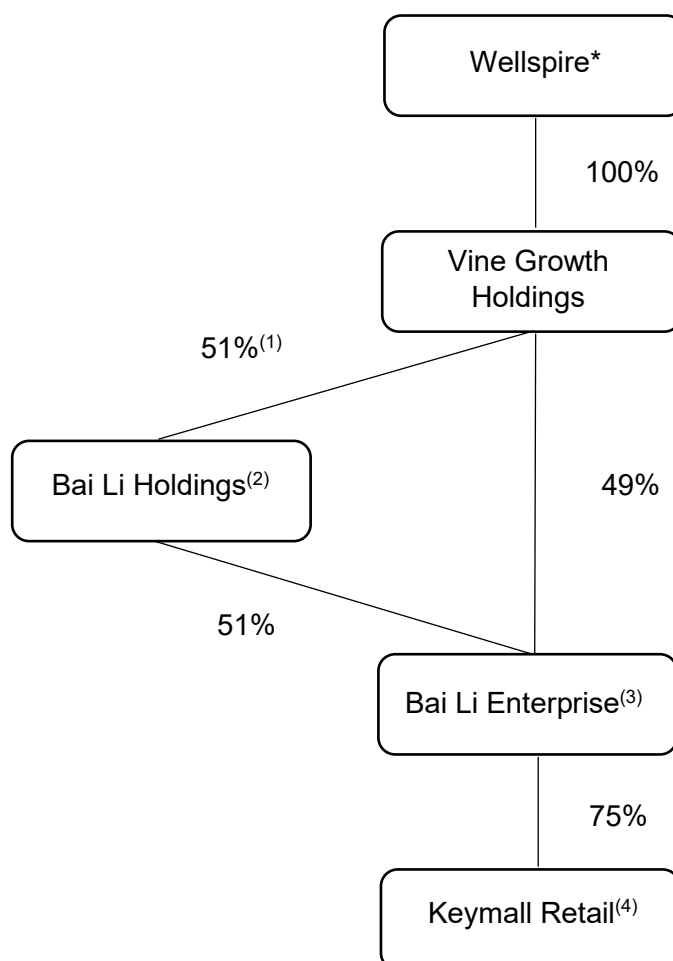 Wellspire*
100%
Vine Growth
Holdings
51%(1)
Bai Li Holdings(2)
49%
51%
Bai Li Enterprise(3)
75%
Keymall Retail(4)